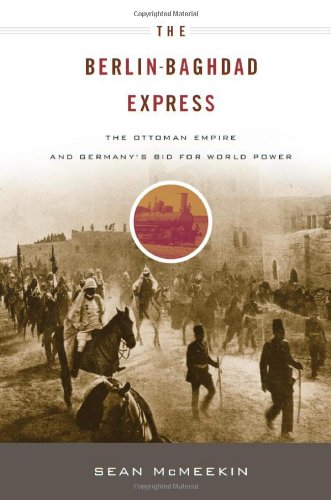 THE
BERLIN-BAGHDAD
EXPRESS
THE OTTOMAN EMPIRE
AND GERMANY'S BID FOR WORLD POWER
SEAN McMEEKIN